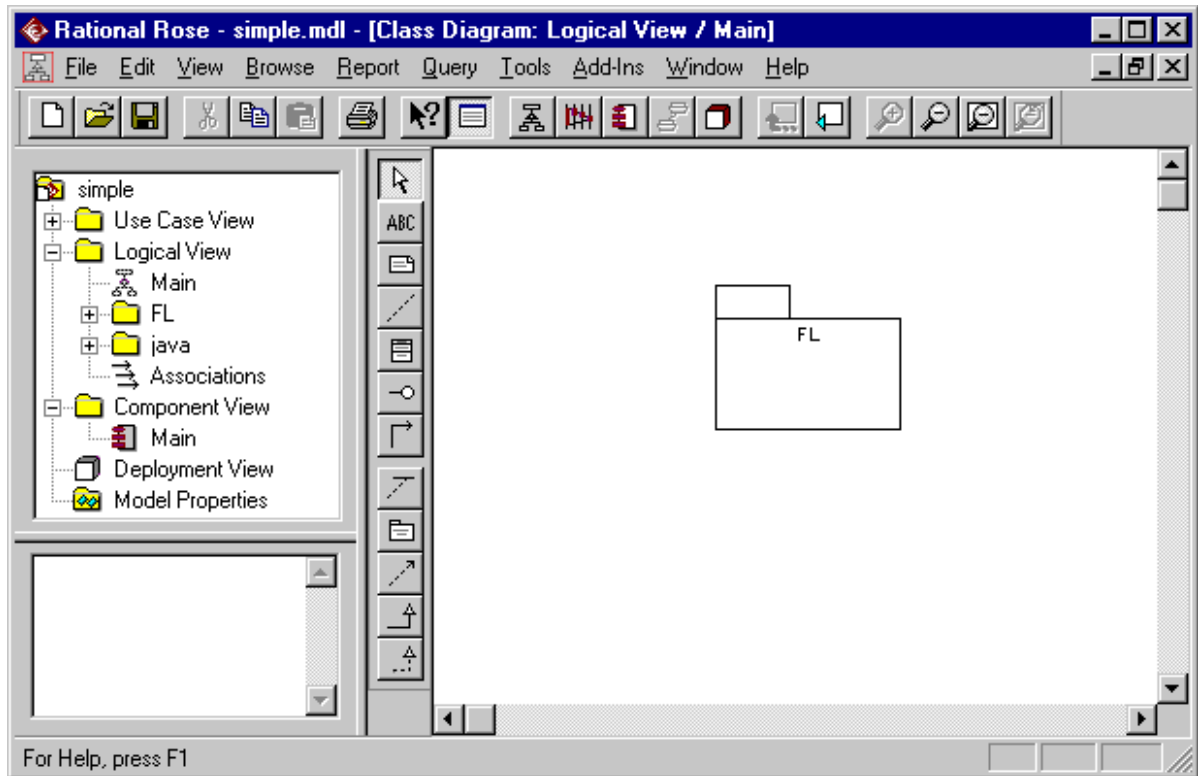 Rational Rose - simple.mdl - [Class Diagram: Logical View / Main]
File Edit View Browse Report Query Tools Add-Ins Window Help
simple
Use Case View
Logical View
Main
FL
java
Associations
Component View
Main
Deployment View
Model Properties
ABC
FL
For Help, press F1